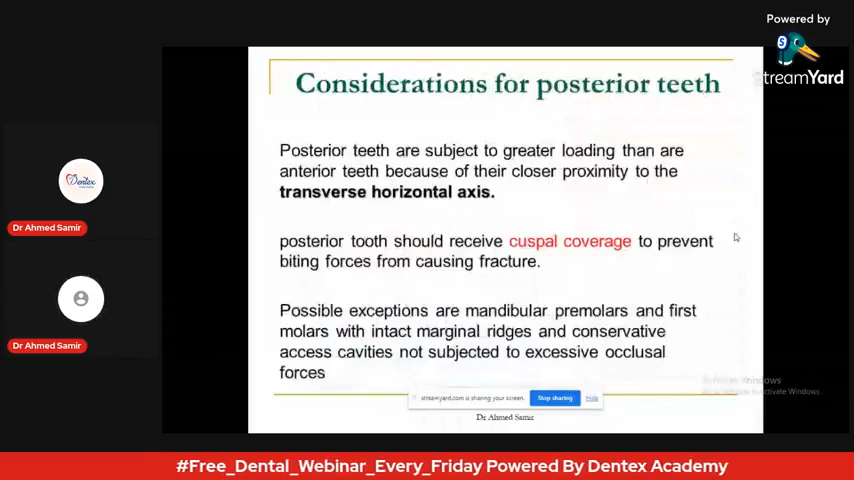 Powered by
StreamYard
Considerations for posterior teeth
Posterior teeth are subject to greater loading than are
anterior teeth because of their closer proximity to the
transverse horizontal axis.
posterior tooth should receive cuspal coverage to prevent
biting forces from causing fracture.
Possible exceptions are mandibular premolars and first
molars with intact marginal ridges and conservative
access cavities not subjected to excessive occlusal
forces
streamyard.com is sharing your screen.
Stop sharing
Hide
Dr Ahmed Samir
Dentex
Dr Ahmed Samir
Dr Ahmed Samir
Windows
Activate Windows.
#Free_Dental_Webinar_Every_Friday Powered By Dentex Academy